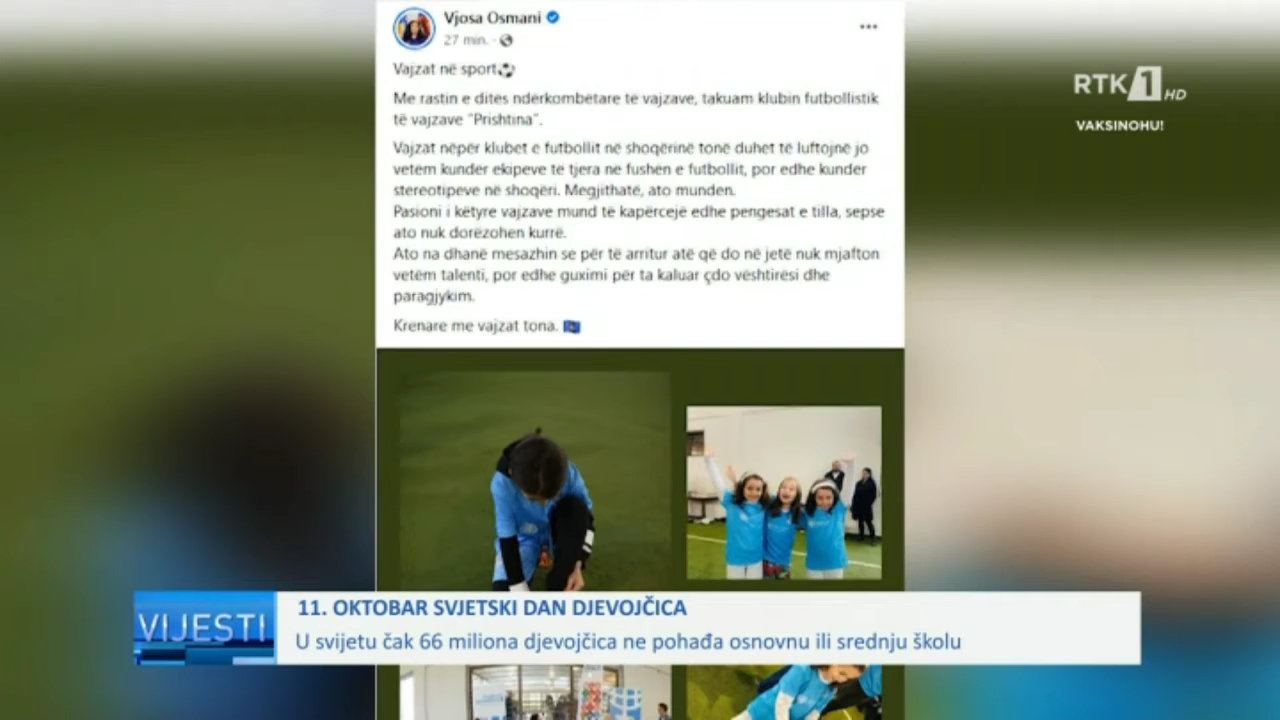 Vjosa Osmani
27 min.
Vajzat në sport
Me rastin e ditës ndërkombëtare të vajzave, takuam klubin futbollistik
të vajzave "Prishtina".
Vajzat nëpër klubet e futbollit në shoqërinë tonë duhet të luftojnë jo
vetëm kundër ekipeve të tjera në fushën e futbollit, por edhe kundër
stereotipeve në shoqëri. Megjithatë, ato munden.
Pasioni i këtyre vajzave mund të kapërcejë edhe pengesat e tilla, sepse
ato nuk dorëzohen kurrë.
Ato na dhanë mesazhin se për të arritur atë që do në jetë nuk mjafton
vetëm talenti, por edhe guximi për ta kaluar çdo vështirësi dhe
paragjykim.
Krenare me vajzat tona.
RTK 1 HD
VAKSINOHU!
VIJESTI
11. OKTOBAR SVJETSKI DAN DJEVOJČICA
U svijetu čak 66 miliona djevojčica ne pohađa osnovnu ili srednju školu